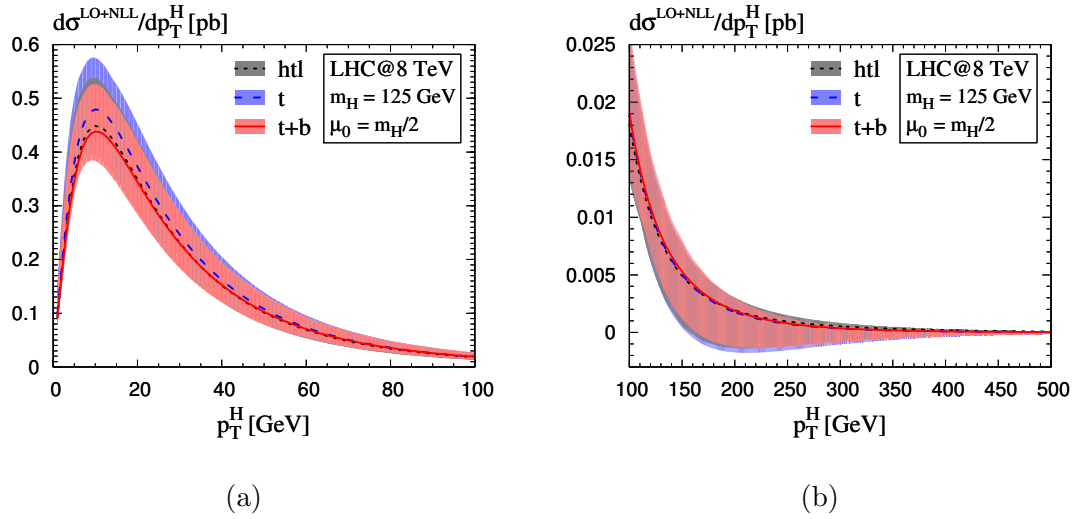 dσ^LO+NLL/dp_T^H [pb]
0.6
0.5
0.4
0.3
0.2
0.1
0
0 20 40 60 80 100
p_T^H [GeV]
htl
t
t+b
LHC@8 TeV
m_H = 125 GeV
μ_0 = m_H/2
(a)
dσ^LO+NLL/dp_T^H [pb]
0.025
0.02
0.015
0.01
0.005
0
100 150 200 250 300 350 400 450 500
p_T^H [GeV]
htl
t
t+b
LHC@8 TeV
m_H = 125 GeV
μ_0 = m_H/2
(b)